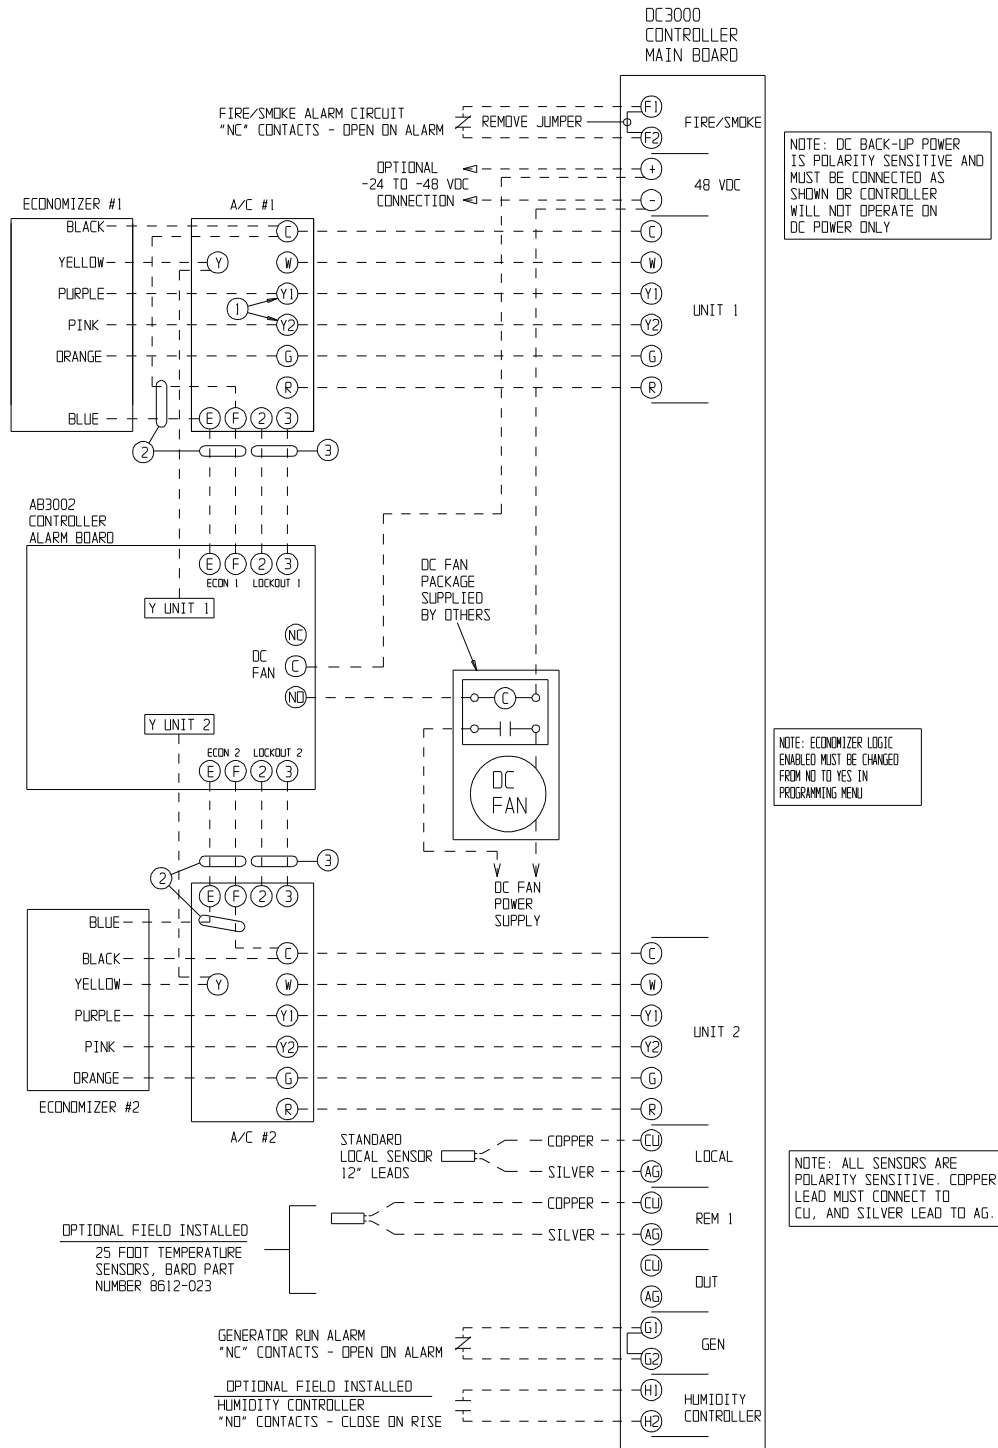 DC3000
CONTROLLER
MAIN BOARD
FIRE/SMOKE ALARM CIRCUIT
"NC" CONTACTS - OPEN ON ALARM
REMOVE JUMPER
F1
F2
FIRE/SMOKE
OPTIONAL
-24 TO -48 VDC
CONNECTION
+
-
48 VDC
NOTE: DC BACK-UP POWER
IS POLARITY SENSITIVE AND
MUST BE CONNECTED AS
SHOWN OR CONTROLLER
WILL NOT OPERATE ON
DC POWER ONLY
ECONOMIZER #1
A/C #1
BLACK
C
C
YELLOW
Y
W
W
PURPLE
1
Y1
Y1
UNIT 1
PINK
Y2
Y2
ORANGE
G
G
R
R
BLUE
E
F
2
3
2
3
AB3002
CONTROLLER
ALARM BOARD
E
F
2
3
ECON 1
LOCKOUT 1
Y UNIT 1
NC
DC
FAN
C
NO
DC FAN
PACKAGE
SUPPLIED
BY OTHERS
C
DC
FAN
Y UNIT 2
ECON 2
LOCKOUT 2
E
F
2
3
NOTE: ECONOMIZER LOGIC
ENABLED MUST BE CHANGED
FROM NO TO YES IN
PROGRAMMING MENU
2
3
DC FAN
POWER
SUPPLY
E
F
2
3
BLUE
BLACK
C
C
YELLOW
Y
W
W
PURPLE
Y1
Y1
UNIT 2
PINK
Y2
Y2
ORANGE
G
G
R
R
ECONOMIZER #2
A/C #2
STANDARD
LOCAL SENSOR
12" LEADS
COPPER
CU
SILVER
AG
LOCAL
NOTE: ALL SENSORS ARE
POLARITY SENSITIVE. COPPER
LEAD MUST CONNECT TO
CU, AND SILVER LEAD TO AG.
COPPER
CU
SILVER
AG
REM 1
OPTIONAL FIELD INSTALLED
25 FOOT TEMPERATURE
SENSORS, BARD PART
NUMBER 8612-023
CU
AG
OUT
GENERATOR RUN ALARM
"NC" CONTACTS - OPEN ON ALARM
G1
G2
GEN
OPTIONAL FIELD INSTALLED
HUMIDITY CONTROLLER
"NO" CONTACTS - CLOSE ON RISE
H1
H2
HUMIDITY
CONTROLLER